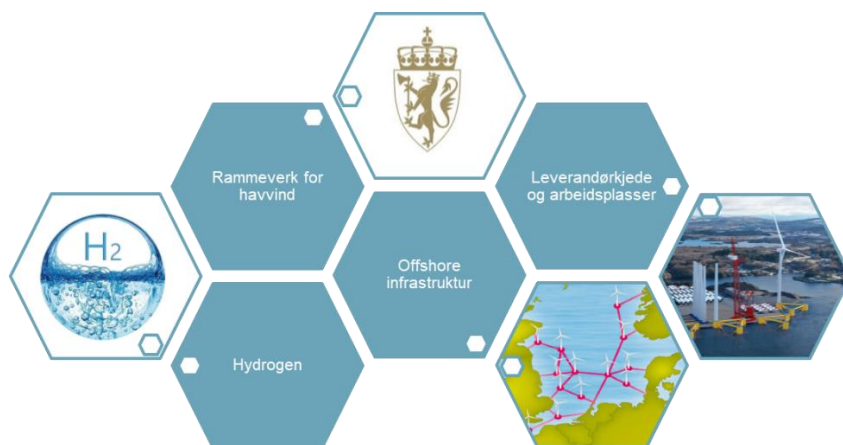 Rammeverk for
havvind
Leverandørkjede
og arbeidsplasser
H2
Offshore
infrastruktur
Hydrogen